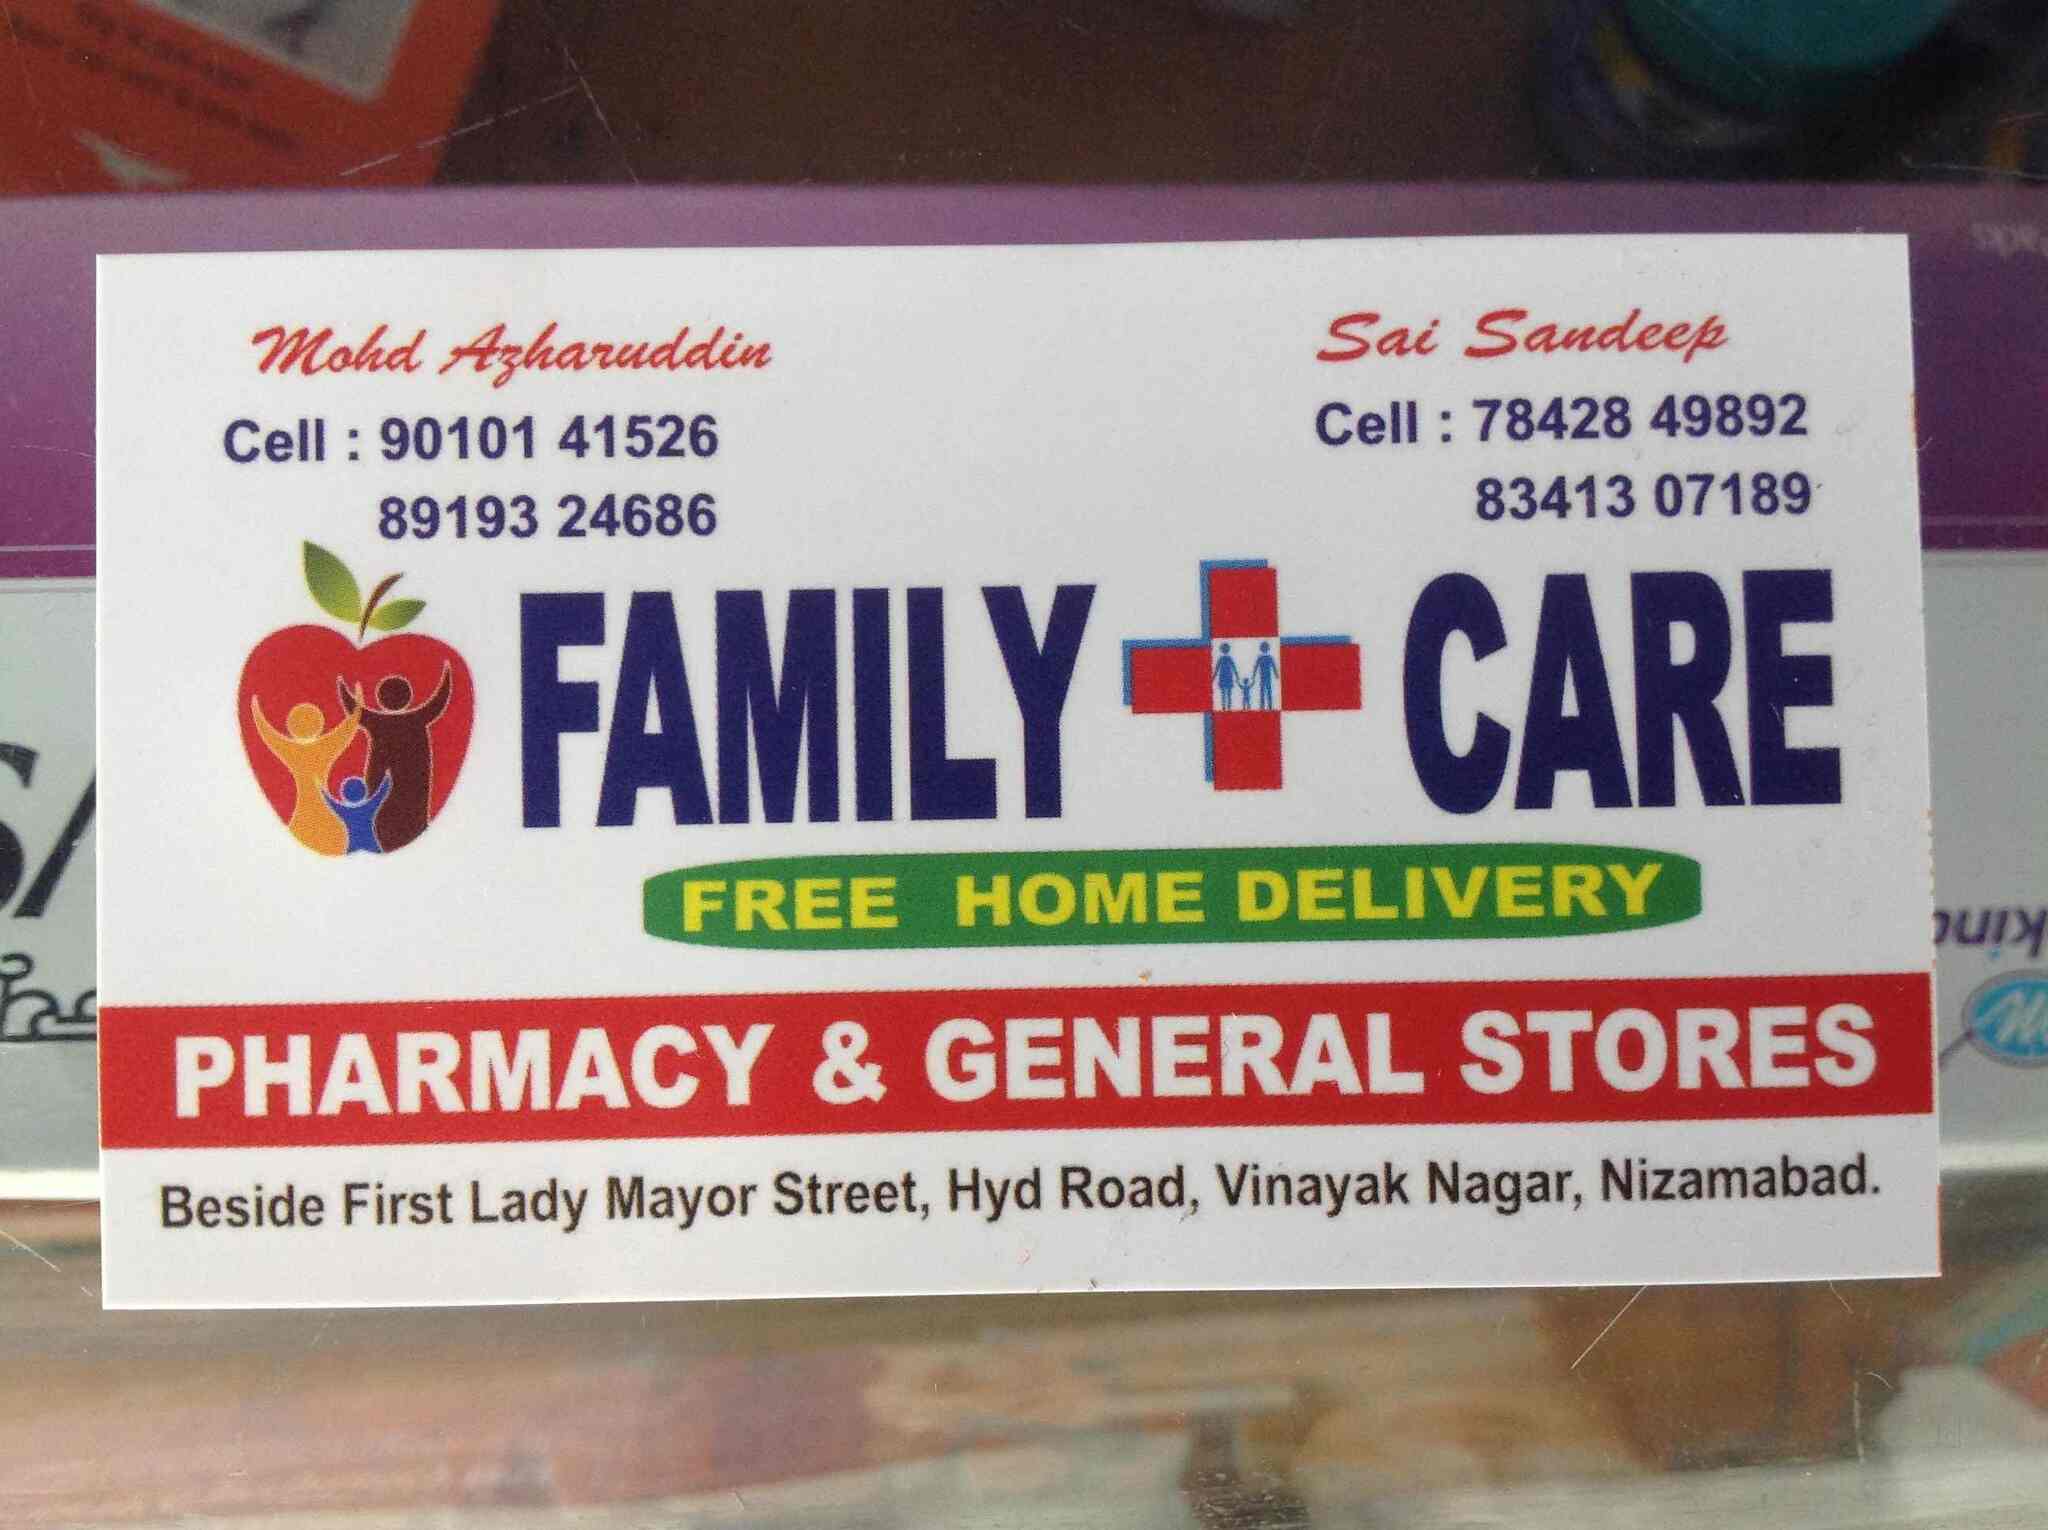 Mohd Azharuddin
Cell : 90101 41526
89193 24686
Sai Sandeep
Cell : 78428 49892
83413 07189
FAMILY CARE
FREE HOME DELIVERY
PHARMACY & GENERAL STORES
Beside First Lady Mayor Street, Hyd Road, Vinayak Nagar, Nizamabad.